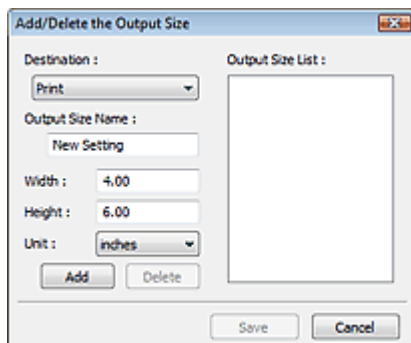 Add/Delete the Output Size
Destination :
Print
Output Size Name :
New Setting
Width : 4.00
Height : 6.00
Unit : inches
Add Delete
Output Size List :
Save Cancel